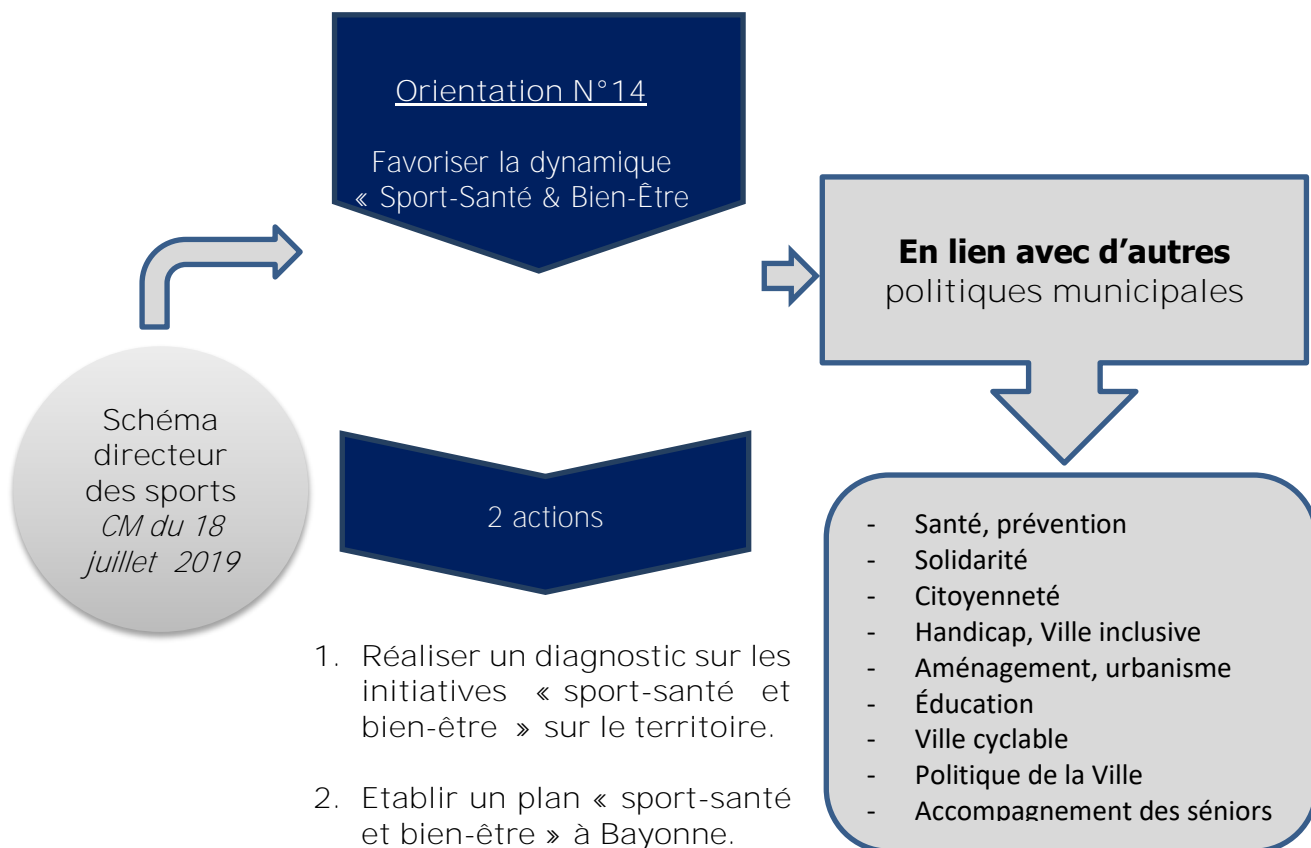 Schéma
directeur
des sports
CM du 18
juillet 2019
Orientation N°14
Favoriser la dynamique
« Sport-Santé & Bien-Être
2 actions
1. Réaliser un diagnostic sur les
initiatives « sport-santé et
bien-être » sur le territoire.
2. Etablir un plan « sport-santé
et bien-être » à Bayonne.
En lien avec d’autres
politiques municipales
- Santé, prévention
- Solidarité
- Citoyenneté
- Handicap, Ville inclusive
- Aménagement, urbanisme
- Éducation
- Ville cyclable
- Politique de la Ville
- Accompagnement des séniors